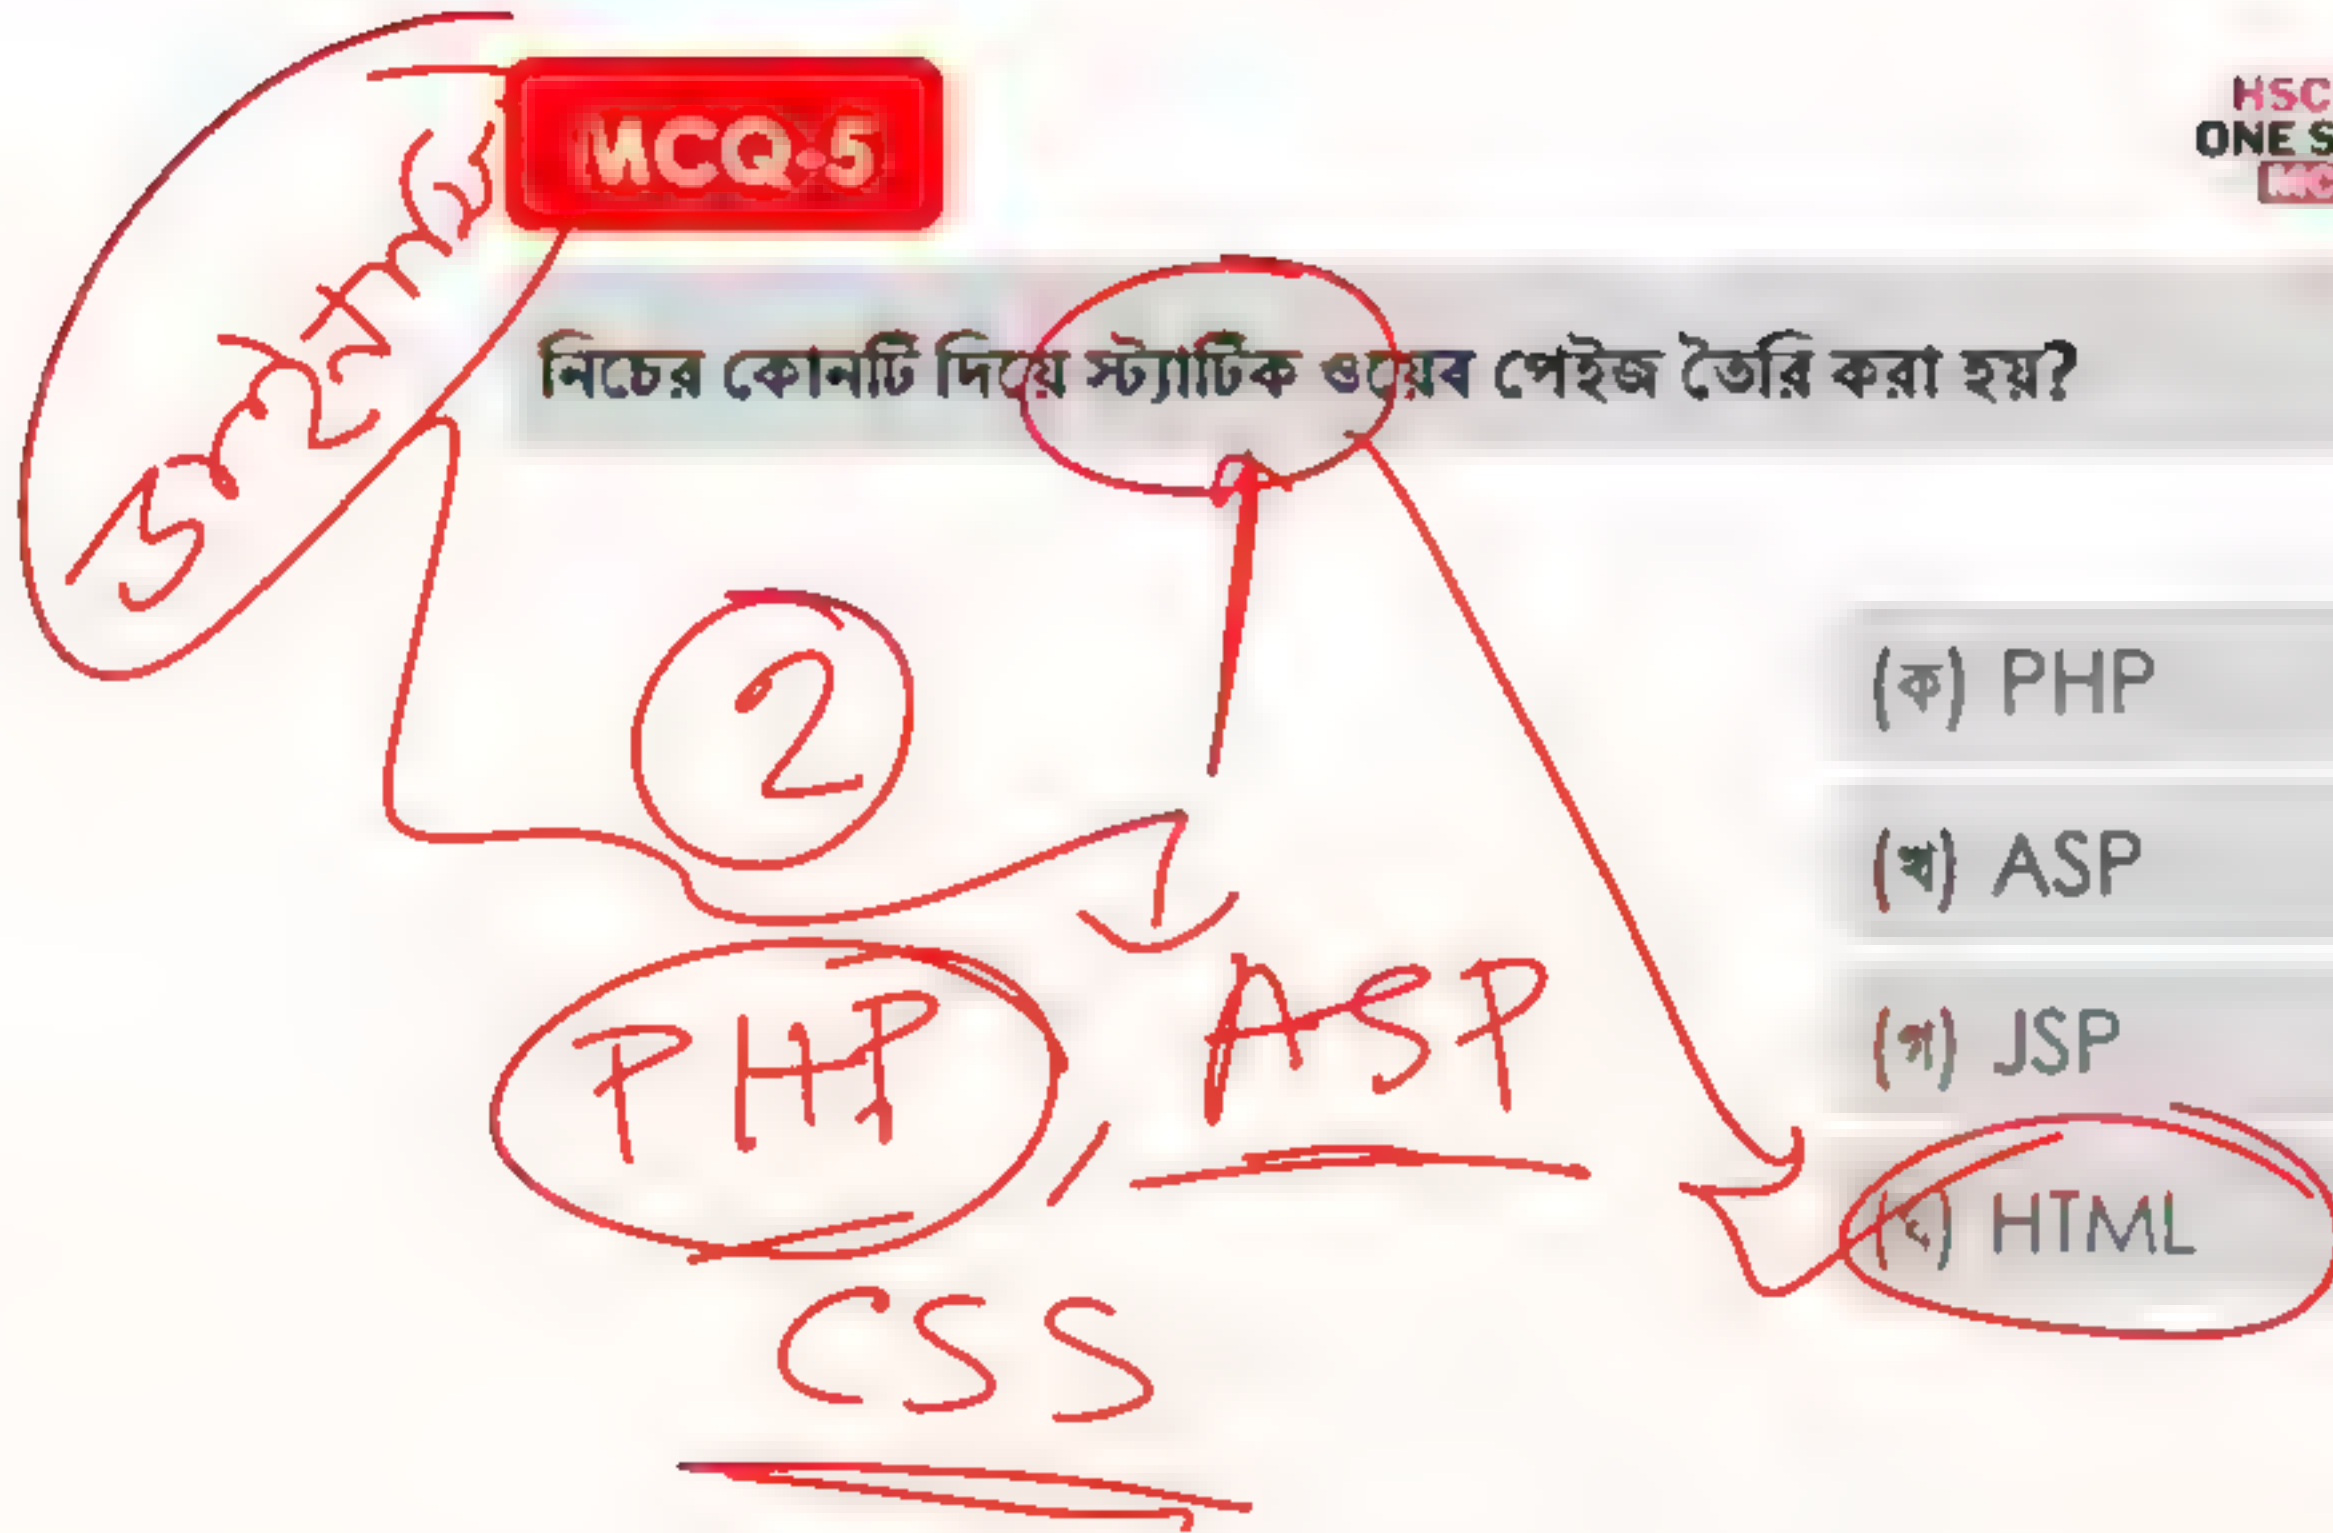 MCQ-5
HSC
ONE S
নিচের কোনটি দিয়ে স্ট্যাটিক ওয়েব পেইজ তৈরি করা হয়?
2
(ক) PHP
(খ) ASP
(গ) JSP
HTML
PHP, ASP
CSS